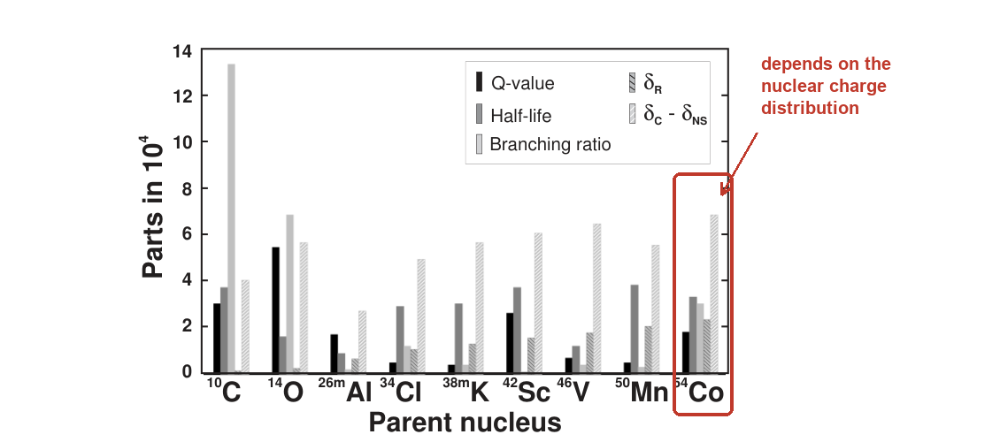 14
12
10
8
6
4
2
0
Parts in 10⁴
Q-value
Half-life
Branching ratio
δR
δC - δNS
depends on the
nuclear charge
distribution
¹⁰C ¹⁴O ²⁶ᵐAl ³⁴Cl ³⁸ᵐK ⁴²Sc ⁴⁶V ⁵⁰Mn ⁵⁴Co
Parent nucleus